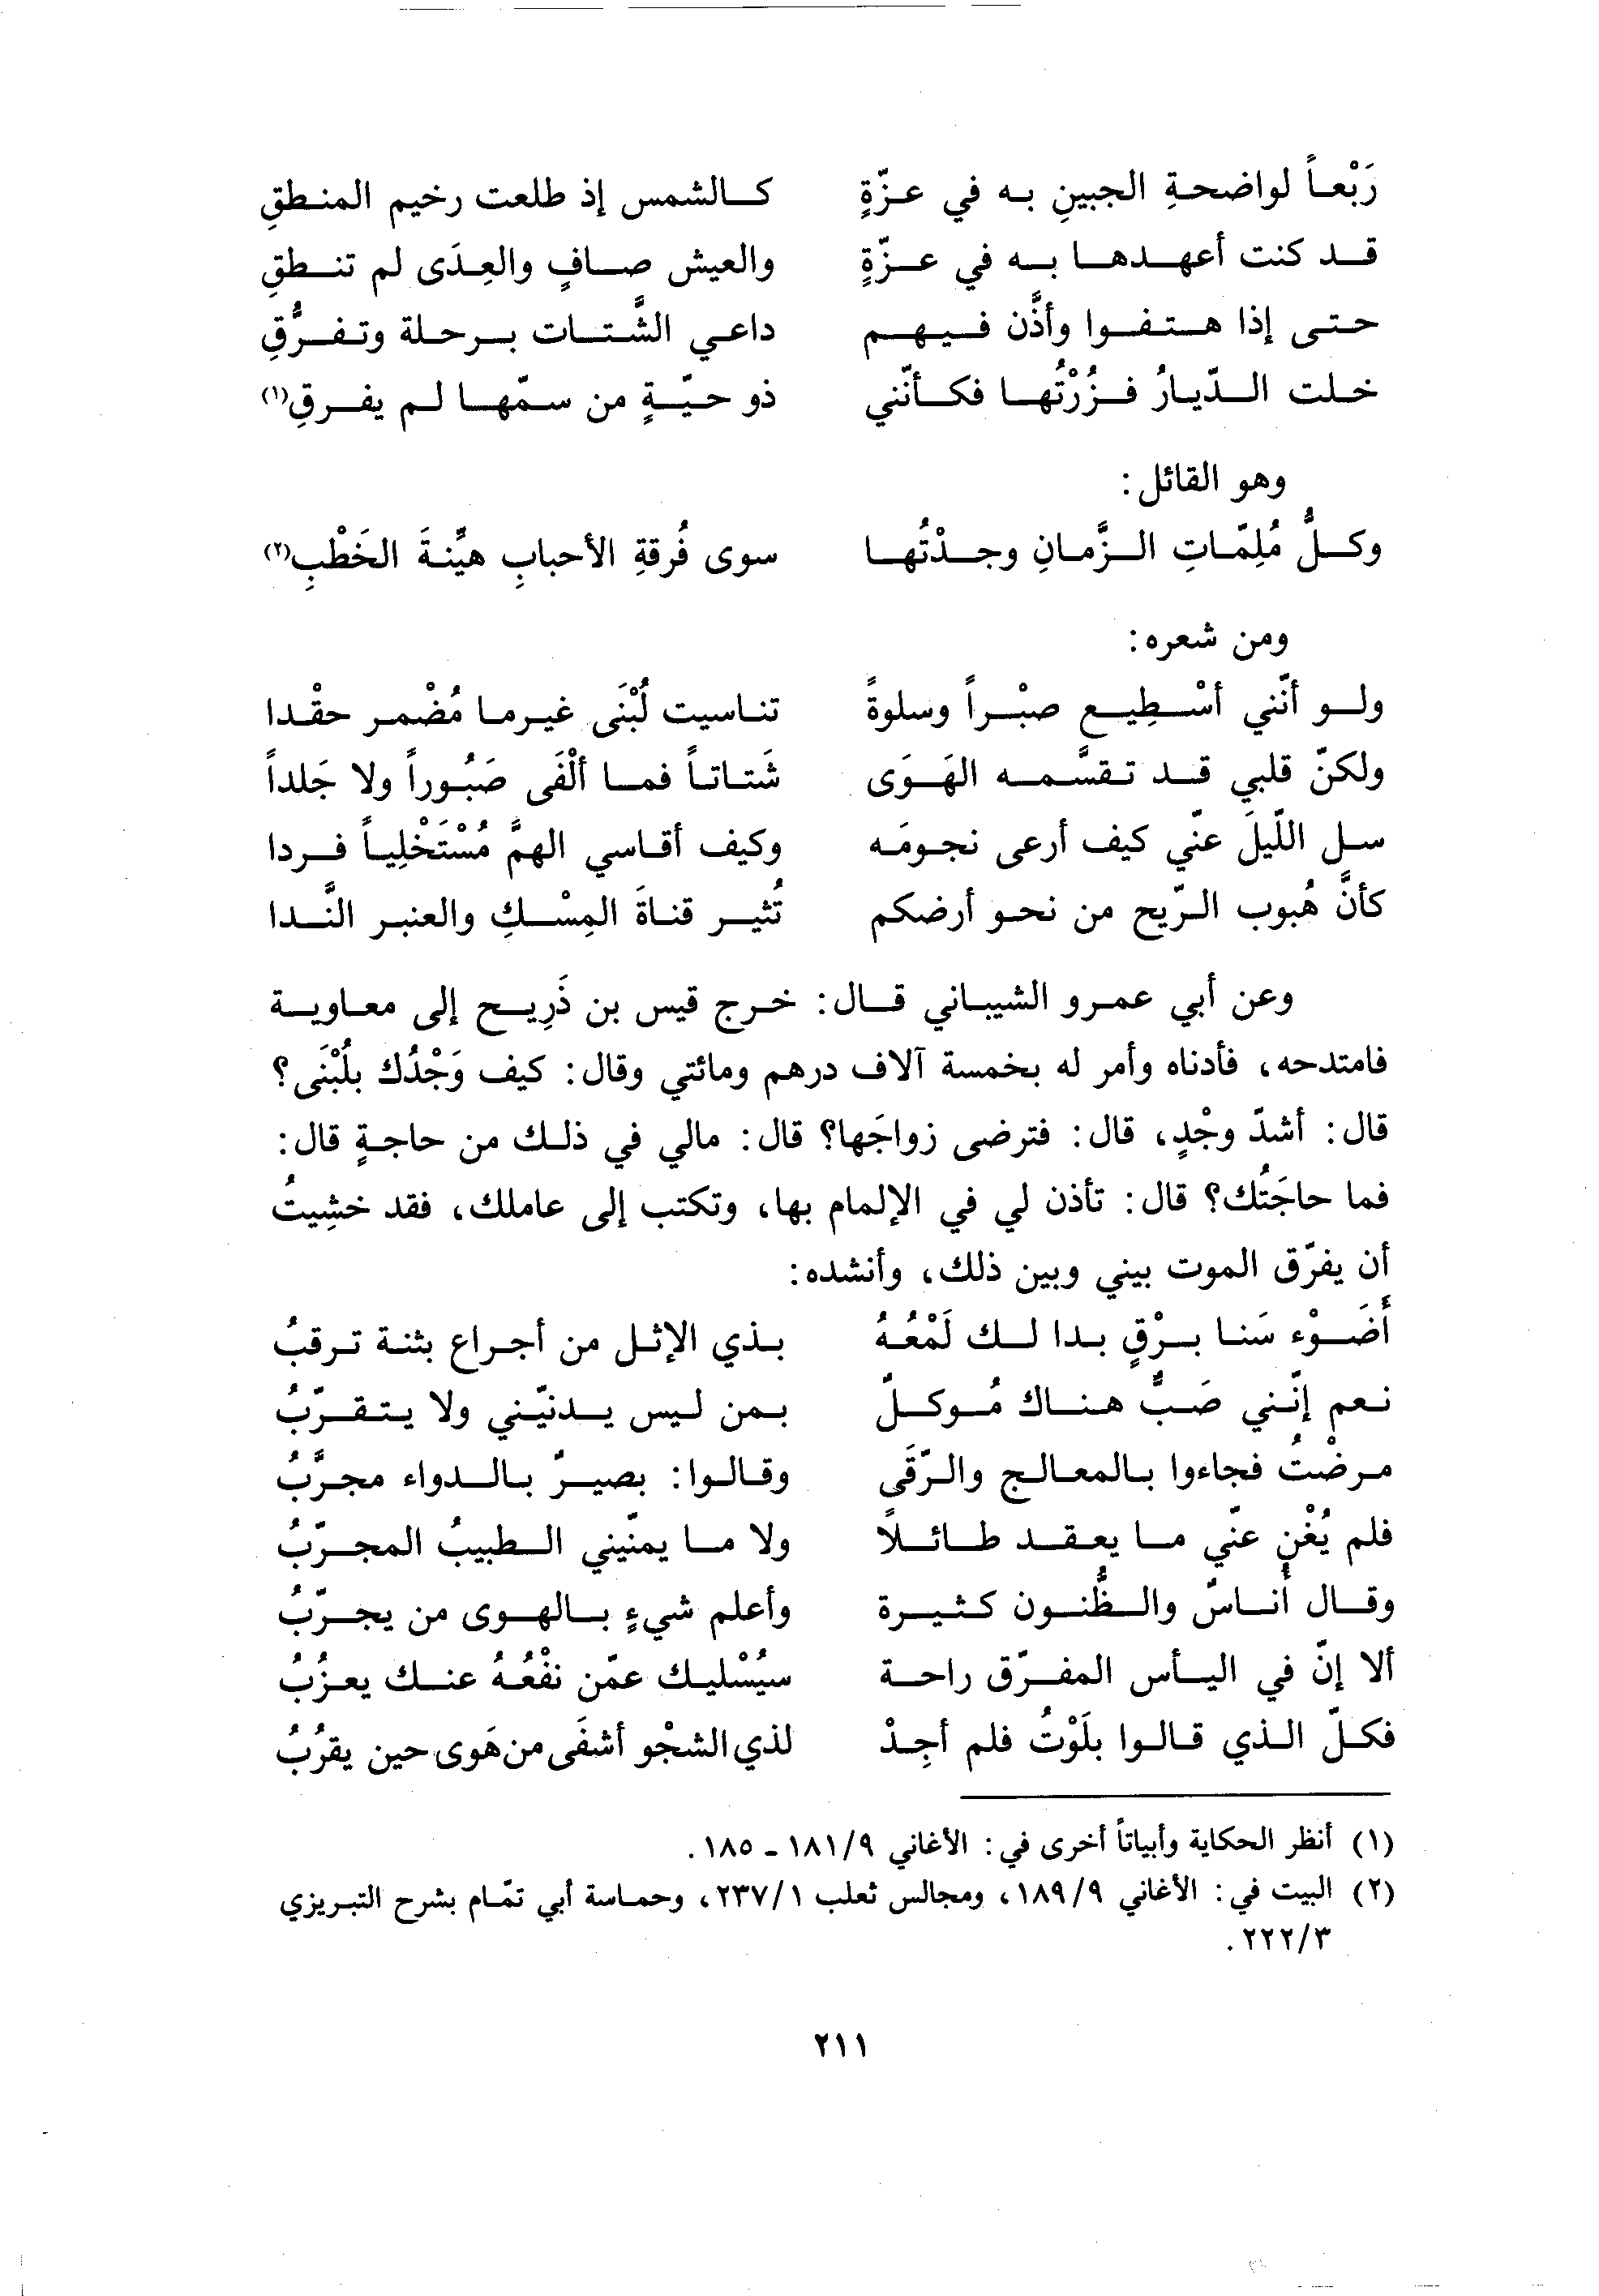 رَبْعاً لواضحةِ الجبينِ به في عزّةٍ كالشمس إذ طلعت رخيم المنطقِ
قد كنت أعهدها به في عزّةٍ والعيش صافٍ والعِدَى لم تنطقِ
حتى إذا هتفوا وأذَّن فيهم داعي الشَّتات برحلة وتفرُّقِ
خلت الدّيارُ فزُرْتُها فكأنّني ذو حيّةٍ من سمّها لم يفرقِ(١)
وهو القائل:
وكلُّ مُلِمّاتِ الزَّمانِ وجدْتُها سوى فُرقةِ الأحبابِ هيِّنةَ الخَطْبِ(٢)
ومن شعره:
ولو أنّني أسْطِيع صبْراً وسلوةً تناسيت لُبْنَى غيرما مُضْمر حقْدا
ولكنّ قلبي قد تقسَّمه الهَوَى شَتاتاً فما ألْفَى صَبُوراً ولا جَلداً
سل اللّيلَ عنّي كيف أرعى نجومَه وكيف أقاسي الهمَّ مُسْتَخْلِياً فردا
كأنَّ هُبوب الرّيح من نحو أرضكم تُثير قناةَ المِسْكِ والعنبر النَّدا
وعن أبي عمرو الشيباني قال: خرج قيس بن ذَرِيح إلى معاوية
فامتدحه، فأدناه وأمر له بخمسة آلاف درهم ومائتي وقال: كيف وَجْدُك بلُبْنَى؟
قال: أشدّ وجْدٍ، قال: فترضى زواجَها؟ قال: مالي في ذلك من حاجةٍ قال:
فما حاجَتُك؟ قال: تأذن لي في الإلمام بها، وتكتب إلى عاملك، فقد خشِيتُ
أن يفرّق الموت بيني وبين ذلك، وأنشده:
أَضَوْء سَنا برْقٍ بدا لك لَمْعُهُ بذي الإثل من أجراع بثنة ترقبُ
نعم إنّني صَبٌّ هناك مُوكلّ بمن ليس يدنيّني ولا يتقرّبُ
مرضْتُ فجاءوا بالمعالج والرّقَى وقالوا: بصيرٌ بالدواء مجرَّبُ
فلم يُغْنِ عنّي ما يعقد طائلًا ولا ما يمنّيني الطبيبُ المجرّبُ
وقال أُناسٌ والظُّنون كثيرة وأعلم شيءٍ بالهوى من يجرّبُ
ألا إنّ في اليأس المفرّق راحة سيُسْليك عمّن نفْعُهُ عنك يعزُبُ
فكلّ الذي قالوا بلَوْتُ فلم أجِدْ لذي الشجْو أشفَى من هَوى حين يقرُبُ
(١) أنظر الحكاية وأبياتاً أخرى في: الأغاني ١٨١/٩ ـ ١٨٥.
(٢) البيت في: الأغاني ١٨٩/٩، ومجالس ثعلب ٢٣٧/١، وحماسة أبي تمّام بشرح التبريزي
٢٢٢/٣.
٢١١